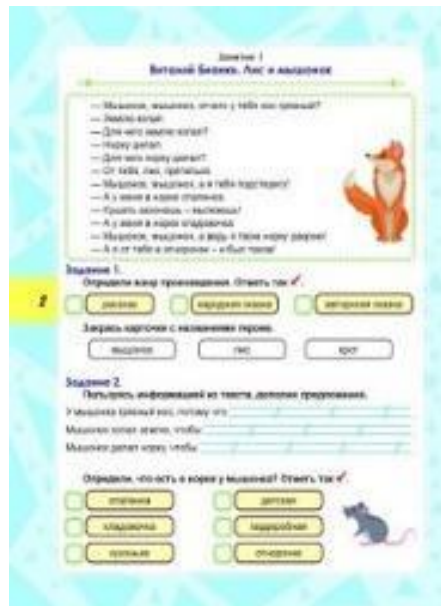 Занятие 1
Виталий Бианки. Лис и мышонок
— Мышонок, мышонок, отчего у тебя нос грязный?
— Землю копал.
— Для чего землю копал?
— Норку делал.
— Для чего норку делал?
— От тебя, лис, прятаться.
— Мышонок, мышонок, я тебя подстерегу!
— А у меня в норке спаленка.
— Кушать захочешь — вылезешь!
— А у меня в норке кладовочка.
— Мышонок, мышонок, а ведь я твою норку разрою!
— А я от тебя в отнорочек — и был таков!
Задание 1.
Определи жанр произведения. Отметь так ✓.
рассказ
народная сказка
авторская сказка
Закрась карточки с названиями героев.
мышонок
лис
крот
2
Задание 2.
Пользуясь информацией из текста, дополни предложения.
У мышонка грязный нос, потому что
Мышонок копал землю, чтобы
Мышонок делал норку, чтобы
Определи, что есть в норке у мышонка? Отметь так ✓.
спаленка
детская
кладовочка
гардеробная
кухонька
отнорочек